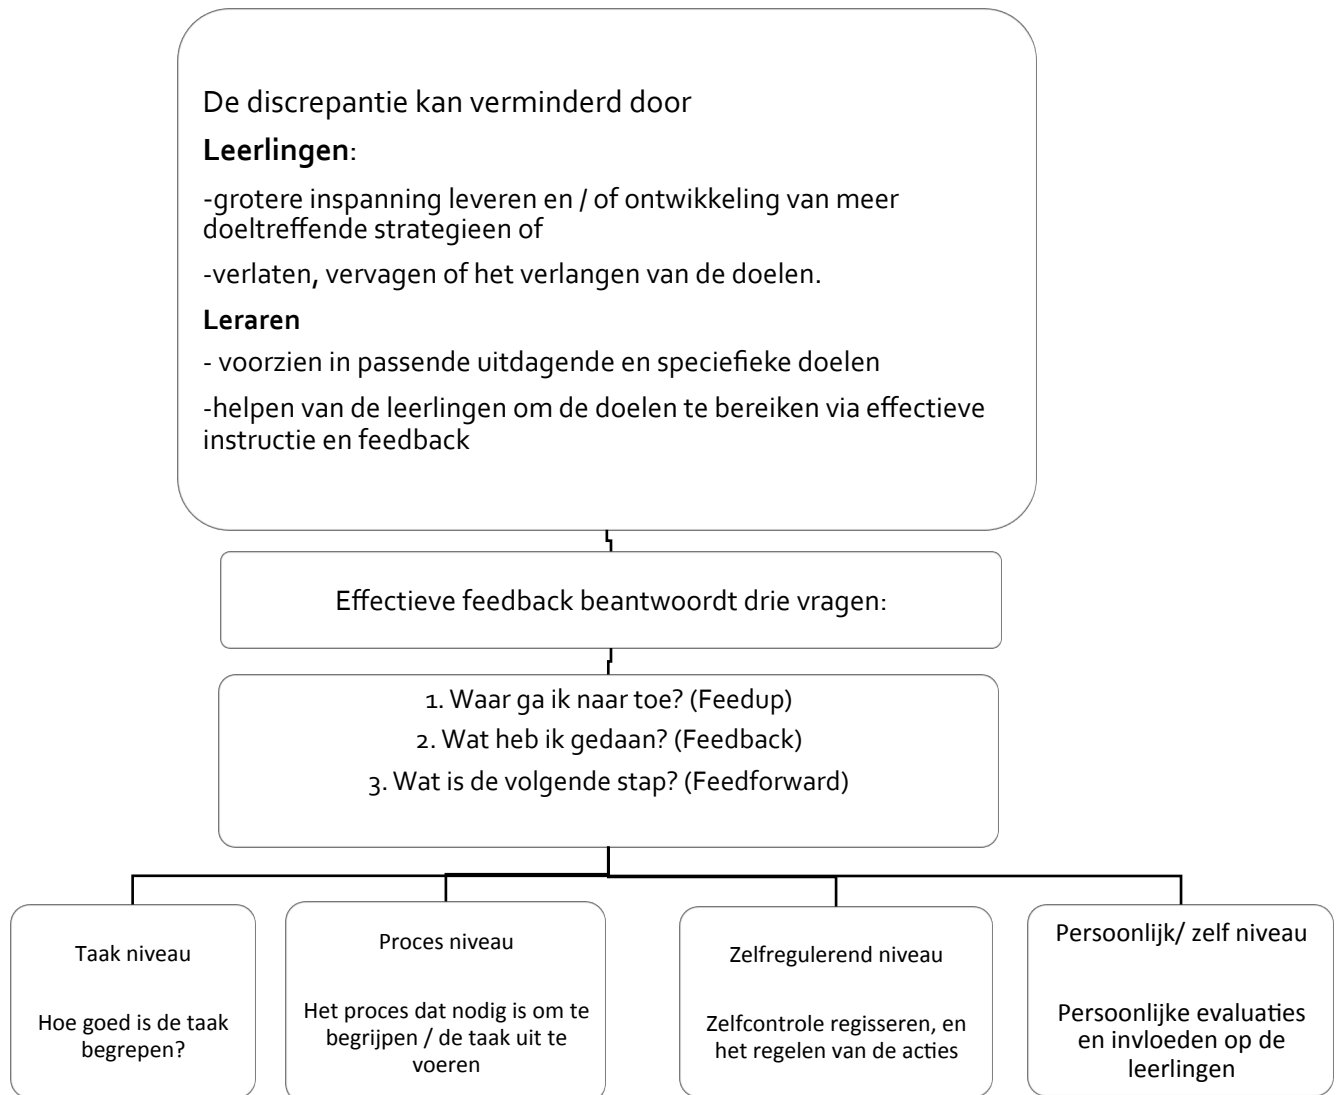 De discrepantie kan verminderd door
Leerlingen:
-grotere inspanning leveren en / of ontwikkeling van meer
doeltreffende strategieen of
-verlaten, vervagen of het verlangen van de doelen.
Leraren
- voorzien in passende uitdagende en speciefieke doelen
-helpen van de leerlingen om de doelen te bereiken via effectieve
instructie en feedback
Effectieve feedback beantwoordt drie vragen:
1. Waar ga ik naar toe? (Feedup)
2. Wat heb ik gedaan? (Feedback)
3. Wat is de volgende stap? (Feedforward)
Taak niveau
Hoe goed is de taak
begrepen?
Proces niveau
Het proces dat nodig is om te
begrijpen / de taak uit te
voeren
Zelfregulerend niveau
Zelfcontrole regisseren, en
het regelen van de acties
Persoonlijk/ zelf niveau
Persoonlijke evaluaties
en invloeden op de
leerlingen